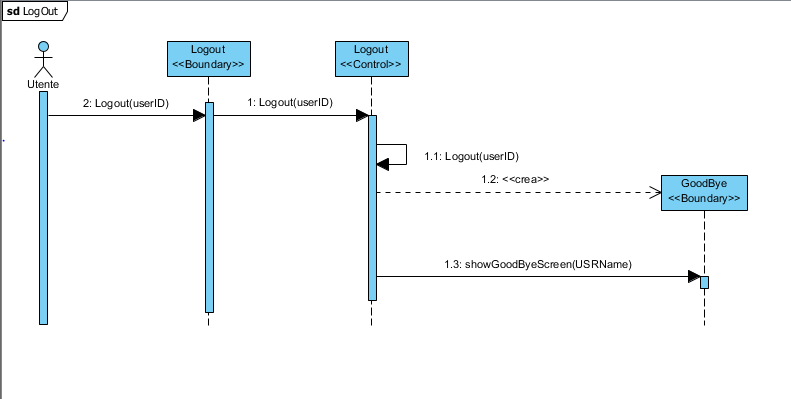 sd LogOut
Logout
<<Boundary>>
Logout
<<Control>>
Utente
2: Logout(userID)
1: Logout(userID)
1.1: Logout(userID)
1.2: <<crea>>
GoodBye
<<Boundary>>
1.3: showGoodByeScreen(USRName)